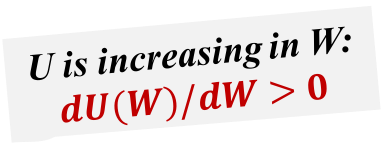 U is increasing in W:
dU(W)/dW > 0